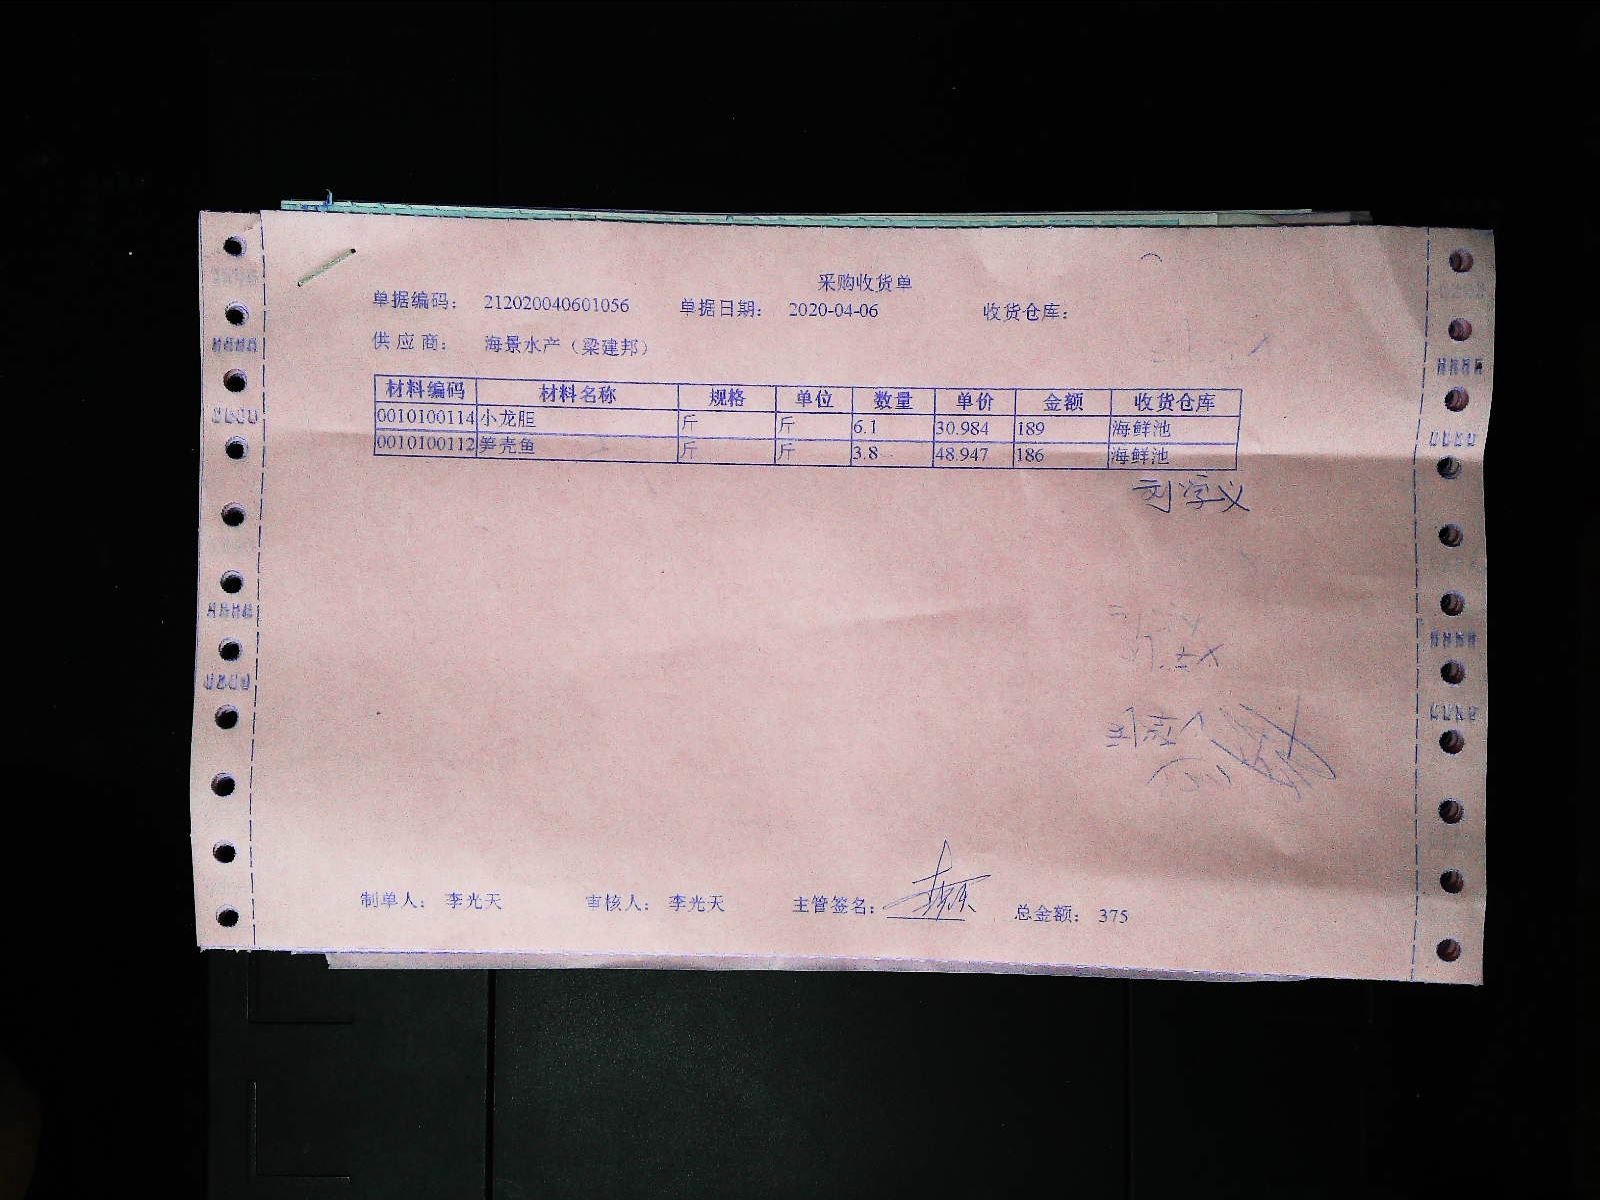 采购收货单
单据编码： 212020040601056 单据日期： 2020-04-06 收货仓库：
供 应 商： 海景水产（梁建邦）
材料编码 材料名称 规格 单位 数量 单价 金额 收货仓库
0010100114 小龙胆 斤 斤 6.1 30.984 189 海鲜池
0010100112 笋壳鱼 斤 斤 3.8 48.947 186 海鲜池
刘学义
制单人： 李光天 审核人： 李光天 主管签名： 总金额： 375